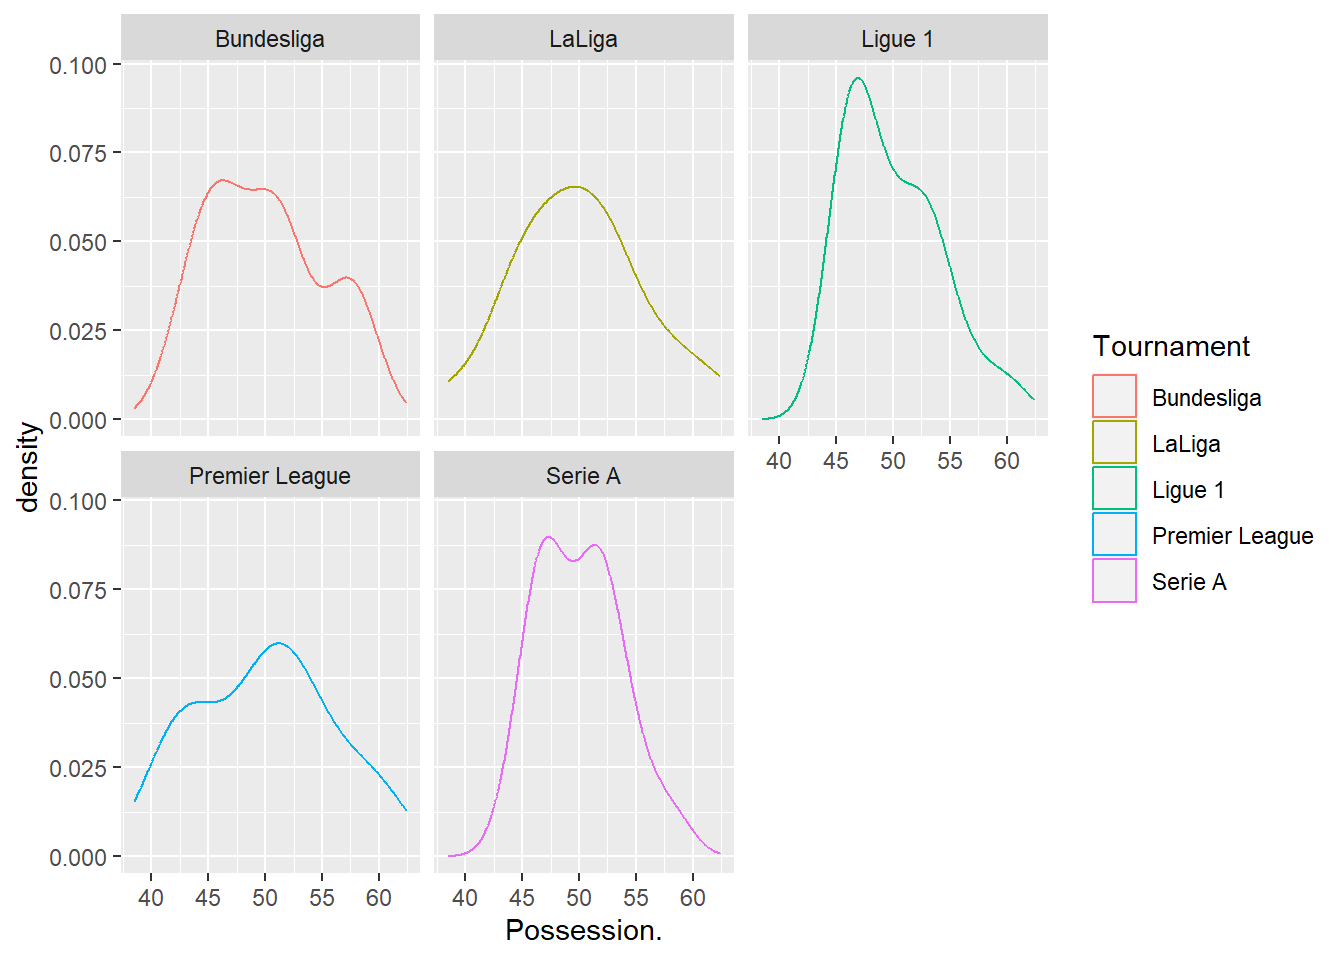 Bundesliga
LaLiga
Ligue 1
0.100
0.075
0.050
0.025
0.000
40 45 50 55 60
Premier League
Serie A
0.100
0.075
0.050
0.025
0.000
40 45 50 55 60
40 45 50 55 60
Possession.
density
Tournament
Bundesliga
LaLiga
Ligue 1
Premier League
Serie A